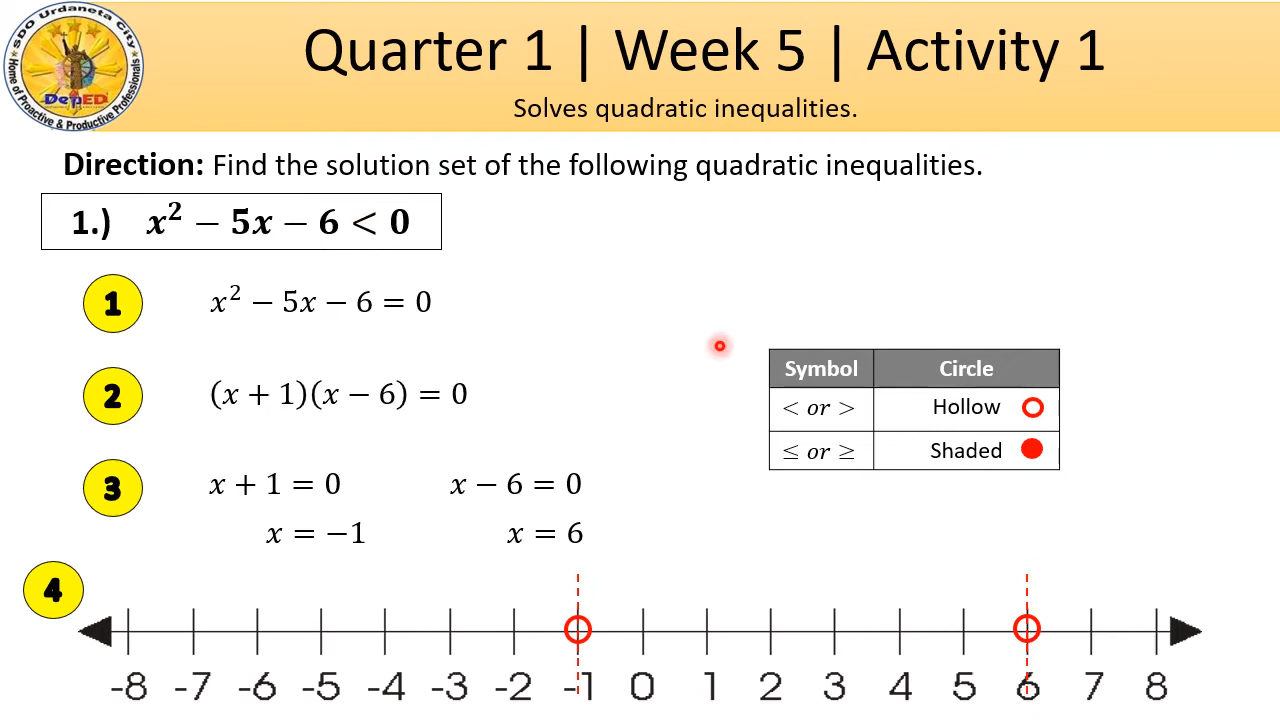 SDO Urdaneta City
DepED
Home of Proactive & Productive Professionals
Quarter 1 | Week 5 | Activity 1
Solves quadratic inequalities.
Direction: Find the solution set of the following quadratic inequalities.
1.) x² − 5x − 6 < 0
1 x² − 5x − 6 = 0
2 (x + 1)(x − 6) = 0
3 x + 1 = 0 x − 6 = 0
x = −1 x = 6
Symbol Circle
< or > Hollow
≤ or ≥ Shaded
4
-8 -7 -6 -5 -4 -3 -2 -1 0 1 2 3 4 5 6 7 8